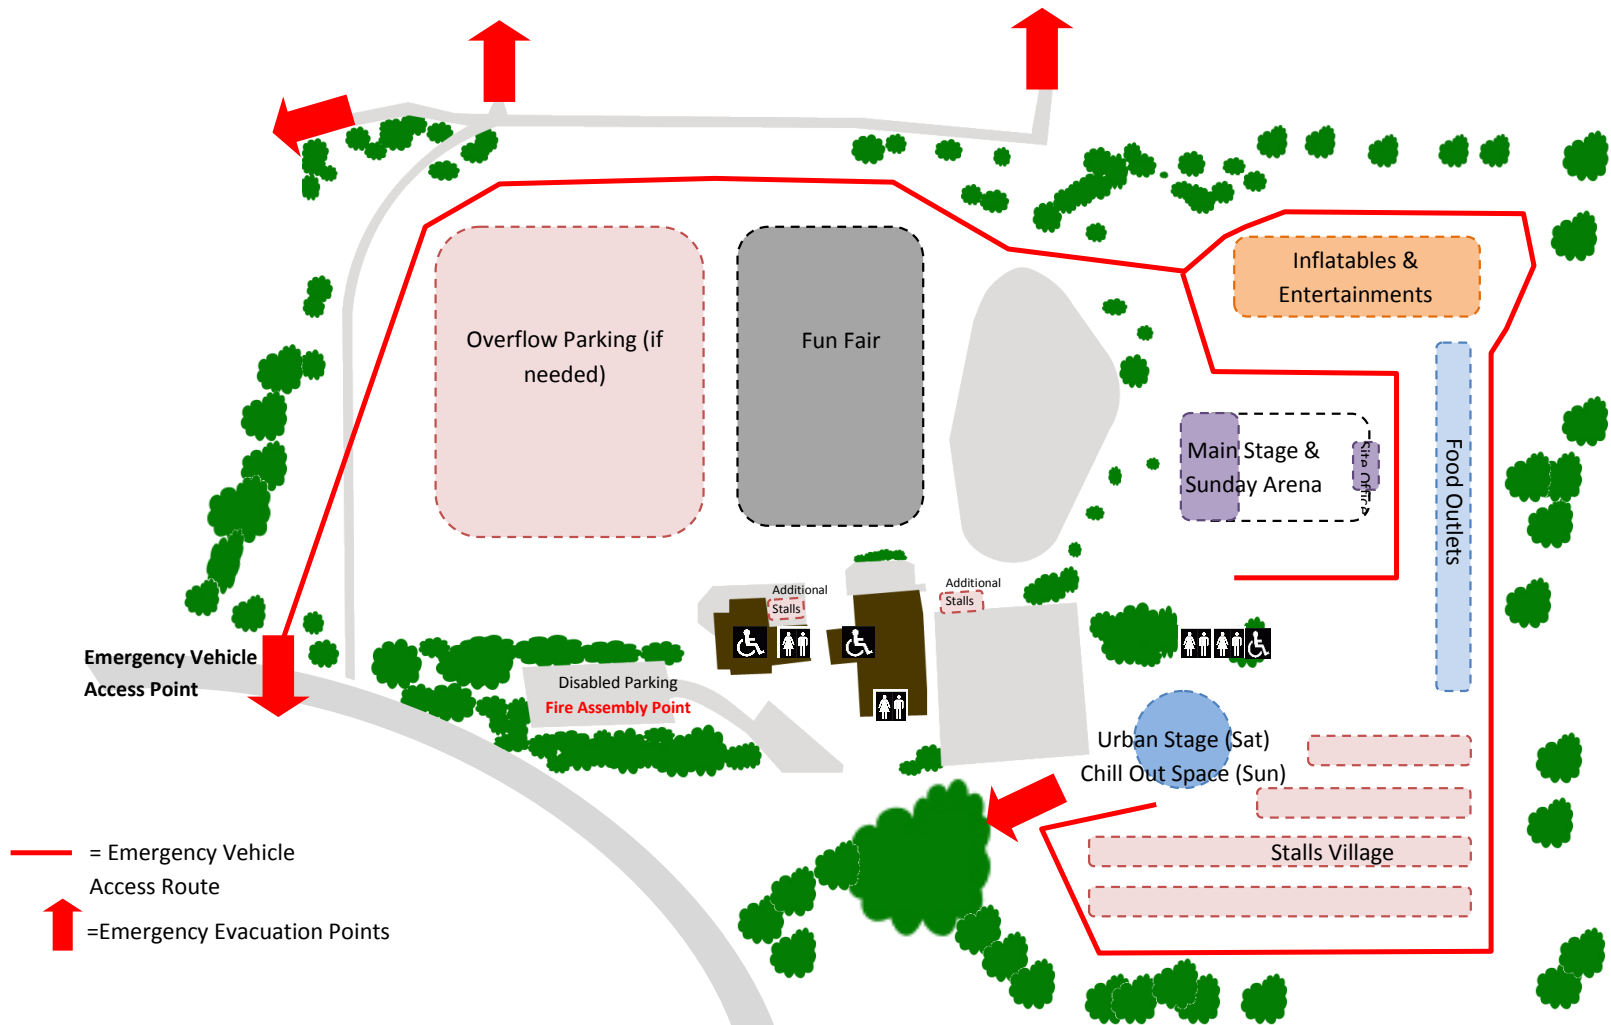 Inflatables &
Entertainments
Overflow Parking (if
needed)
Fun Fair
Main Stage &
Sunday Arena
Site Office
Food Outlets
Additional
Stalls
Additional
Stalls
Emergency Vehicle
Access Point
Disabled Parking
Fire Assembly Point
Urban Stage (Sat)
Chill Out Space (Sun)
Stalls Village
= Emergency Vehicle
Access Route
=Emergency Evacuation Points